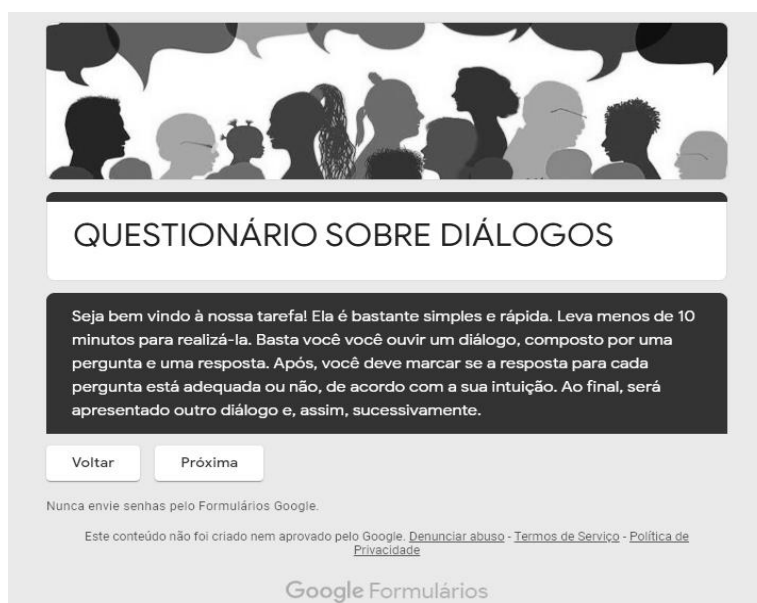 QUESTIONÁRIO SOBRE DIÁLOGOS
Seja bem vindo à nossa tarefa! Ela é bastante simples e rápida. Leva menos de 10
minutos para realizá-la. Basta você você ouvir um diálogo, composto por uma
pergunta e uma resposta. Após, você deve marcar se a resposta para cada
pergunta está adequada ou não, de acordo com a sua intuição. Ao final, será
apresentado outro diálogo e, assim, sucessivamente.
Voltar Próxima
Nunca envie senhas pelo Formulários Google.
Este conteúdo não foi criado nem aprovado pelo Google. Denunciar abuso - Termos de Serviço - Política de
Privacidade
Google Formulários